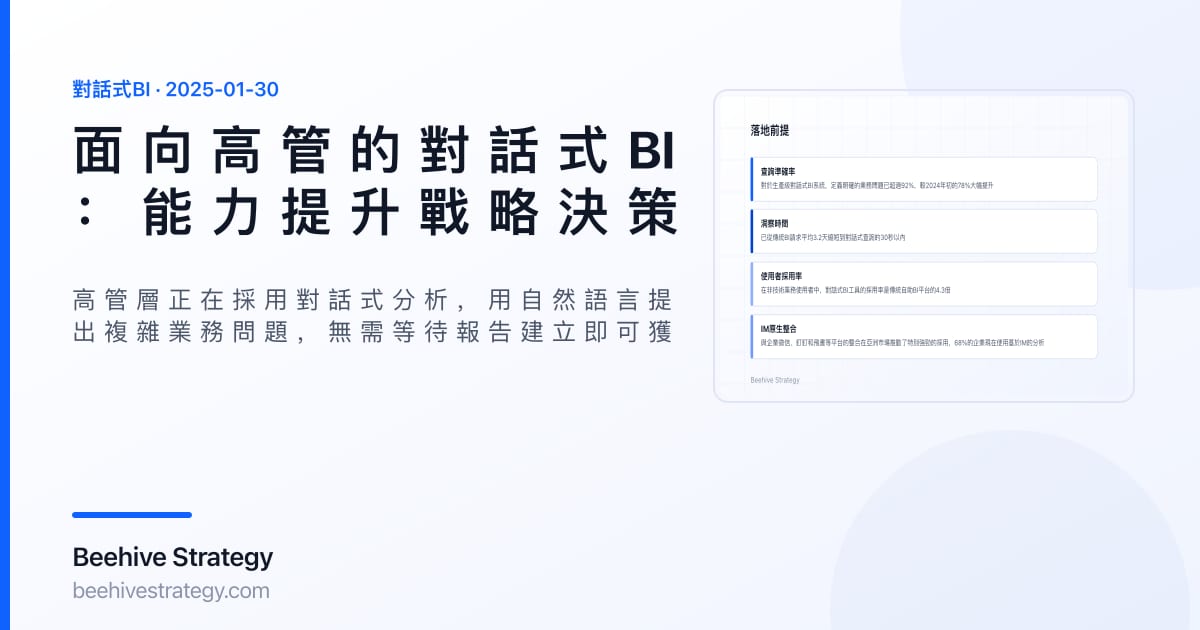 對話式BI · 2025-01-30
面向高管的對話式BI
：能力提升戰略決策
高管層正在採用對話式分析，用自然語言提
出複雜業務問題，無需等待報告建立即可獲
落地前提
查詢準確率
對於生產級對話式BI系統，定義明確的業務問題已超過92%，較2024年初的78%大幅提升
洞察時間
已從傳統BI請求平均3.2天縮短到對話式查詢的30秒以內
使用者採用率
在非技術業務使用者中，對話式BI工具的採用率是傳統自助BI平台的4.3倍
IM原生整合
與企業微信、釘釘和飛書等平台的整合在亞洲市場推動了特別強勁的採用，68%的企業現在使用基於IM的分析
Beehive Strategy
Beehive Strategy
beehivestrategy.com